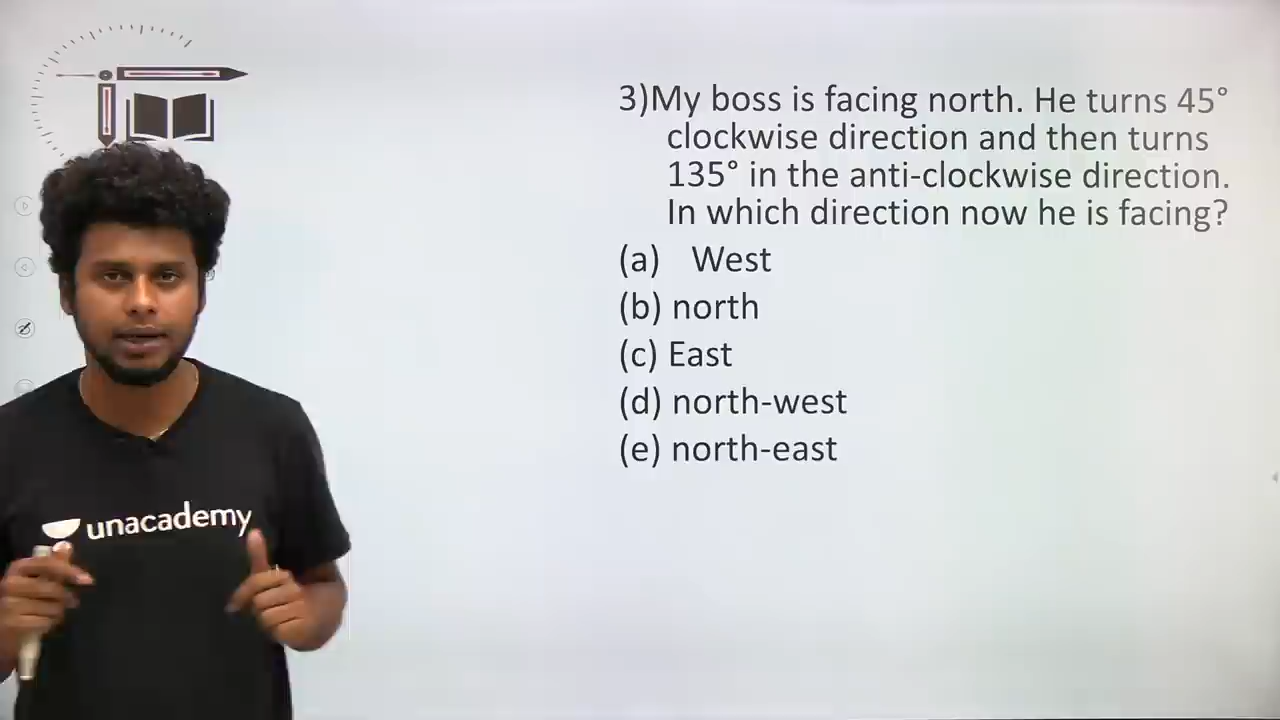 3)My boss is facing north. He turns 45°
clockwise direction and then turns
135° in the anti-clockwise direction.
In which direction now he is facing?
(a) West
(b) north
(c) East
(d) north-west
(e) north-east
unacademy